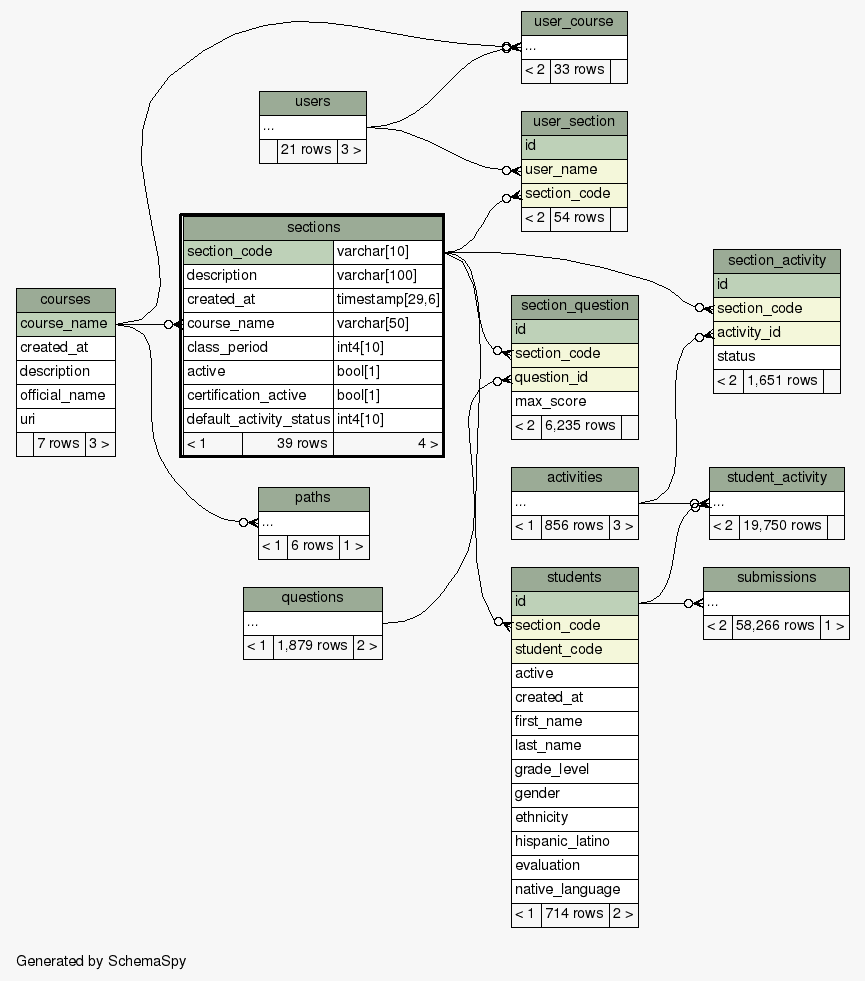 user_course
...
< 2 33 rows
users
...
21 rows 3 >
user_section
id
user_name
section_code
< 2 54 rows
sections
section_code varchar[10]
description varchar[100]
created_at timestamp[29,6]
course_name varchar[50]
class_period int4[10]
active bool[1]
certification_active bool[1]
default_activity_status int4[10]
< 1 39 rows 4 >
section_activity
id
section_code
activity_id
status
< 2 1,651 rows
courses
course_name
created_at
description
official_name
uri
7 rows 3 >
section_question
id
section_code
question_id
max_score
< 2 6,235 rows
activities
...
< 1 856 rows 3 >
student_activity
...
< 2 19,750 rows
paths
...
< 1 6 rows 1 >
students
id
section_code
student_code
active
created_at
first_name
last_name
grade_level
gender
ethnicity
hispanic_latino
evaluation
native_language
< 1 714 rows 2 >
submissions
...
< 2 58,266 rows 1 >
questions
...
< 1 1,879 rows 2 >
Generated by SchemaSpy